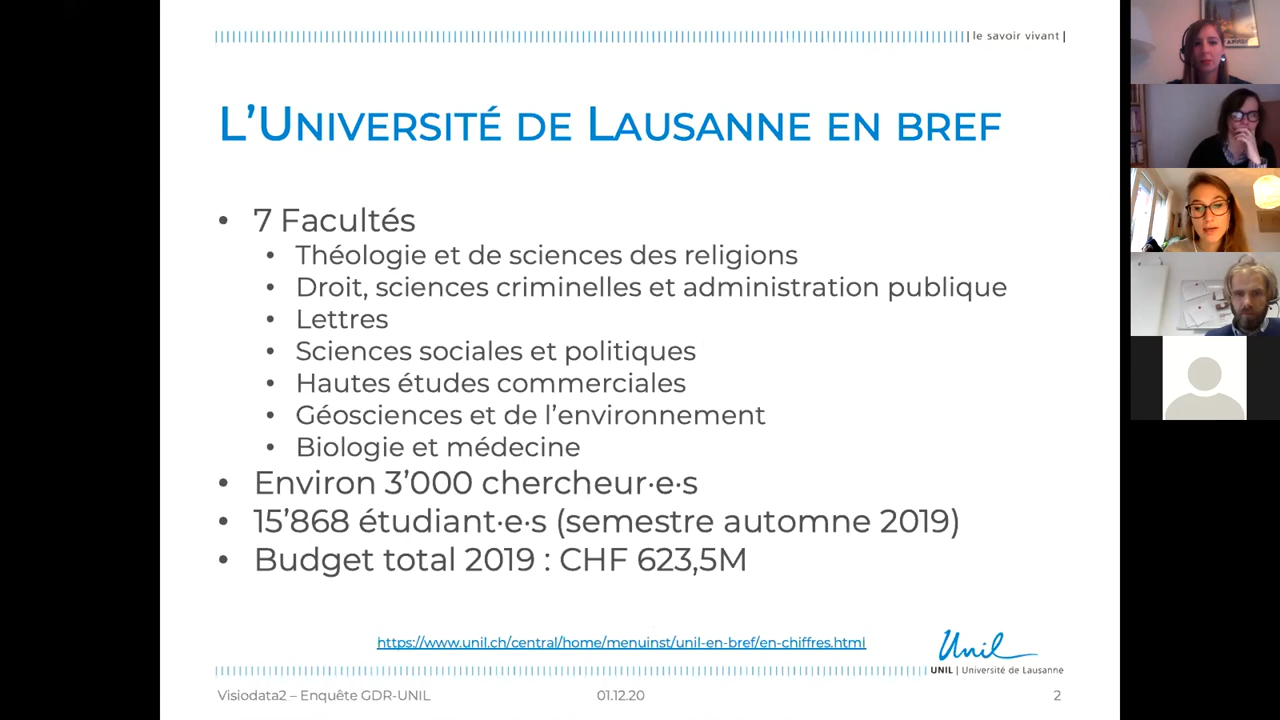 |le savoir vivant|
L'Université de Lausanne en bref
• 7 Facultés
• Théologie et de sciences des religions
• Droit, sciences criminelles et administration publique
• Lettres
• Sciences sociales et politiques
• Hautes études commerciales
• Géosciences et de l'environnement
• Biologie et médecine
• Environ 3'000 chercheur·e·s
• 15'868 étudiant·e·s (semestre automne 2019)
• Budget total 2019 : CHF 623,5M
https://www.unil.ch/central/home/menuinst/unil-en-bref/en-chiffres.html
Unil
UNIL | Université de Lausanne
Visiodata2 – Enquête GDR-UNIL 01.12.20 2